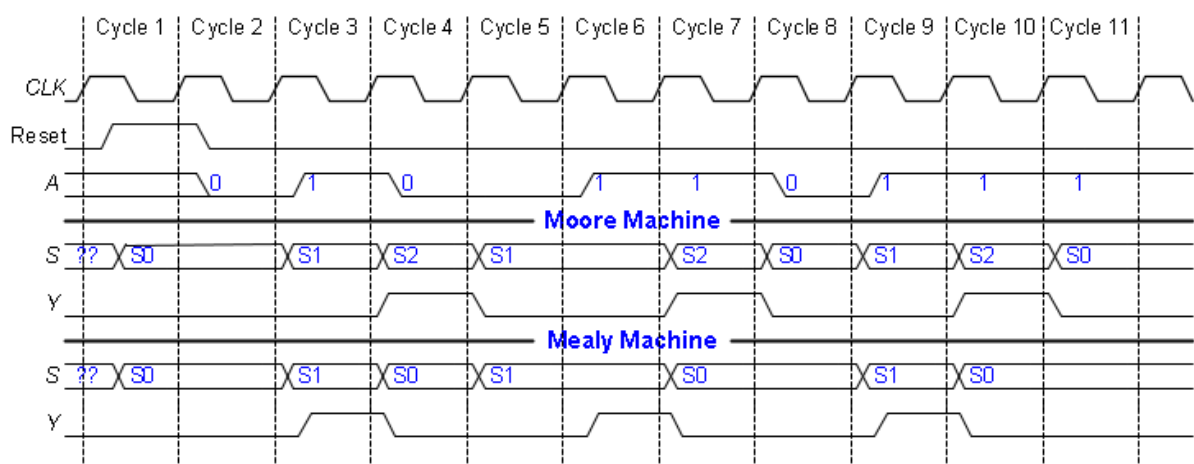 Cycle 1 Cycle 2 Cycle 3 Cycle 4 Cycle 5 Cycle 6 Cycle 7 Cycle 8 Cycle 9 Cycle 10 Cycle 11
CLK
Reset
A 0 1 0 1 1 0 1 1 1
Moore Machine
S ?? S0 S1 S2 S1 S2 S0 S1 S2 S0
Y
Mealy Machine
S ?? S0 S1 S0 S1 S0 S1 S0
Y